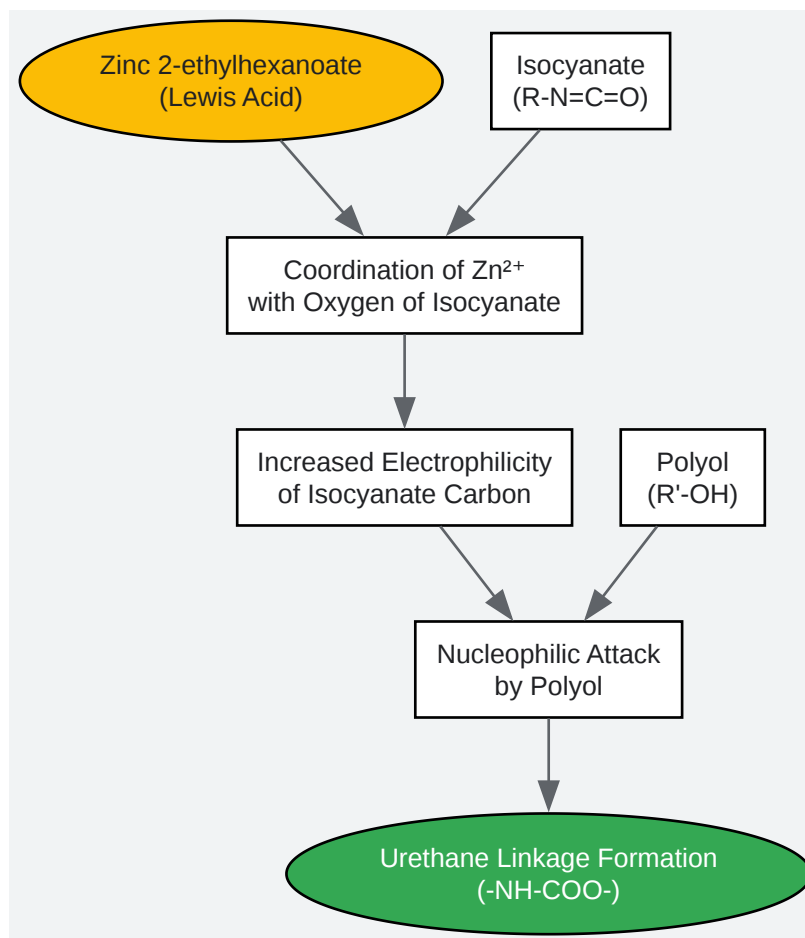 Zinc 2-ethylhexanoate
(Lewis Acid)
Isocyanate
(R-N=C=O)
Coordination of Zn²⁺
with Oxygen of Isocyanate
Increased Electrophilicity
of Isocyanate Carbon
Polyol
(R'-OH)
Nucleophilic Attack
by Polyol
Urethane Linkage Formation
(-NH-COO-)